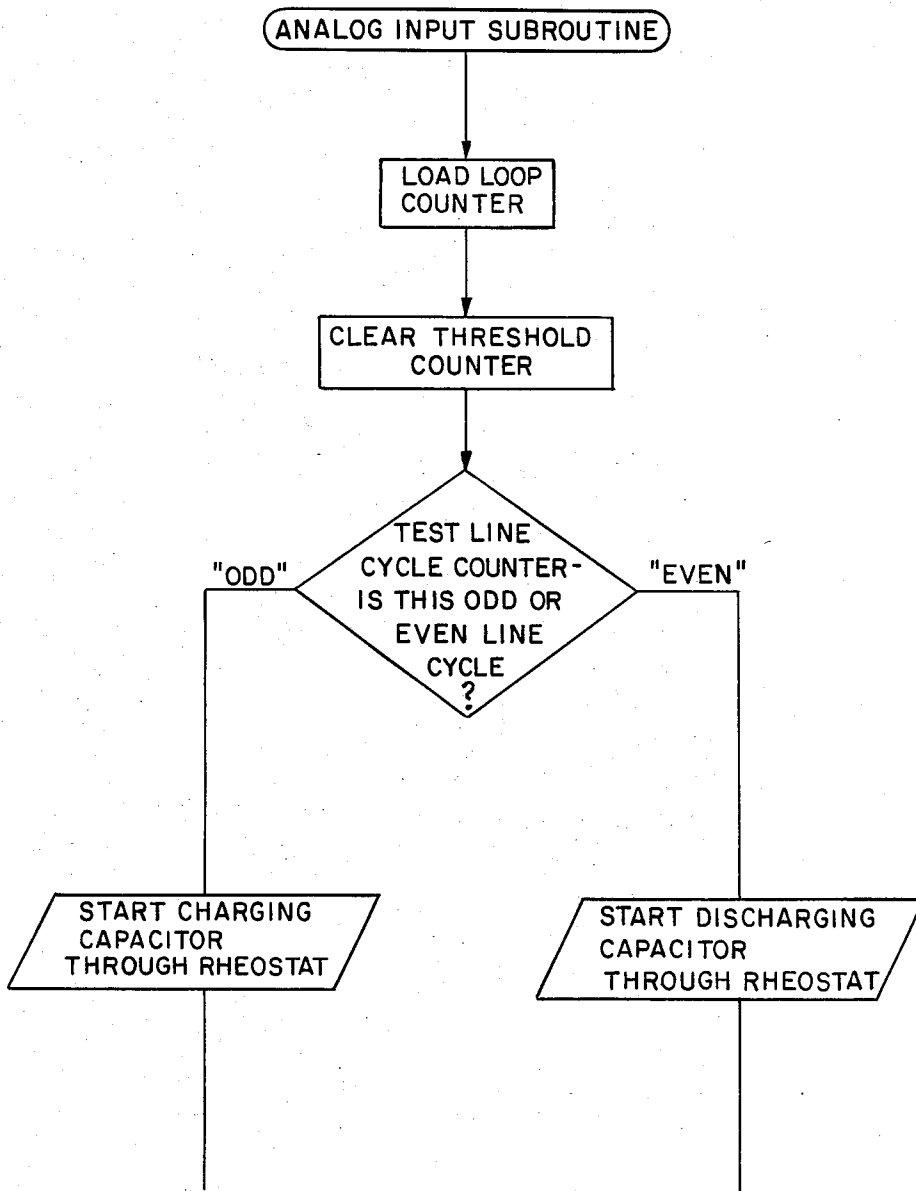 ANALOG INPUT SUBROUTINE
LOAD LOOP
COUNTER
CLEAR THRESHOLD
COUNTER
TEST LINE
CYCLE COUNTER-
IS THIS ODD OR
EVEN LINE
CYCLE
?
"ODD"
"EVEN"
START CHARGING
CAPACITOR
THROUGH RHEOSTAT
START DISCHARGING
CAPACITOR
THROUGH RHEOSTAT